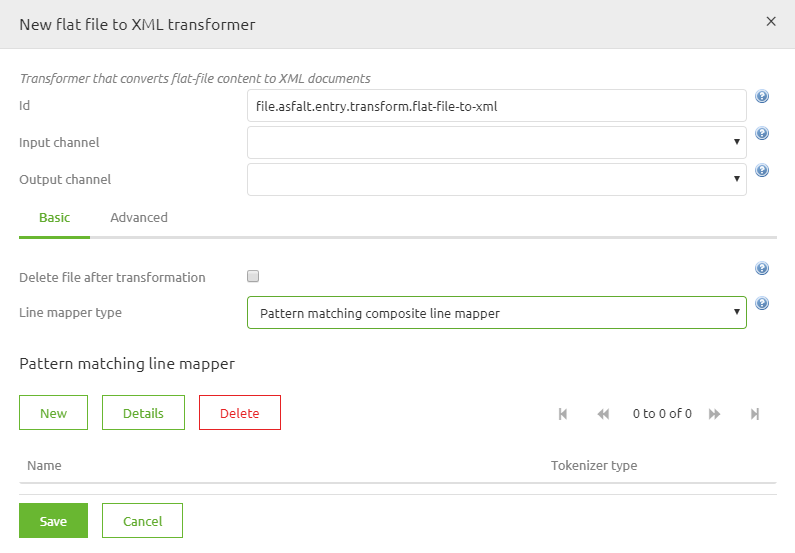 New flat file to XML transformer
Transformer that converts flat-file content to XML documents
Id
file.asfalt.entry.transform.flat-file-to-xml
Input channel
Output channel
Basic Advanced
Delete file after transformation
Line mapper type
Pattern matching composite line mapper
Pattern matching line mapper
New Details Delete 0 to 0 of 0
Name Tokenizer type
Save Cancel